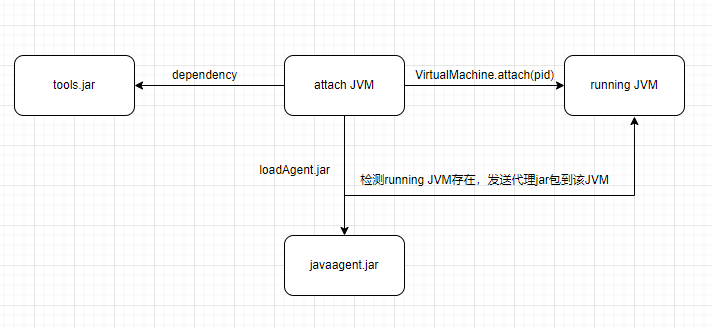 dependency
VirtualMachine.attach(pid)
tools.jar
attach JVM
running JVM
loadAgent.jar
检测running JVM存在，发送代理jar包到该JVM
javaagent.jar